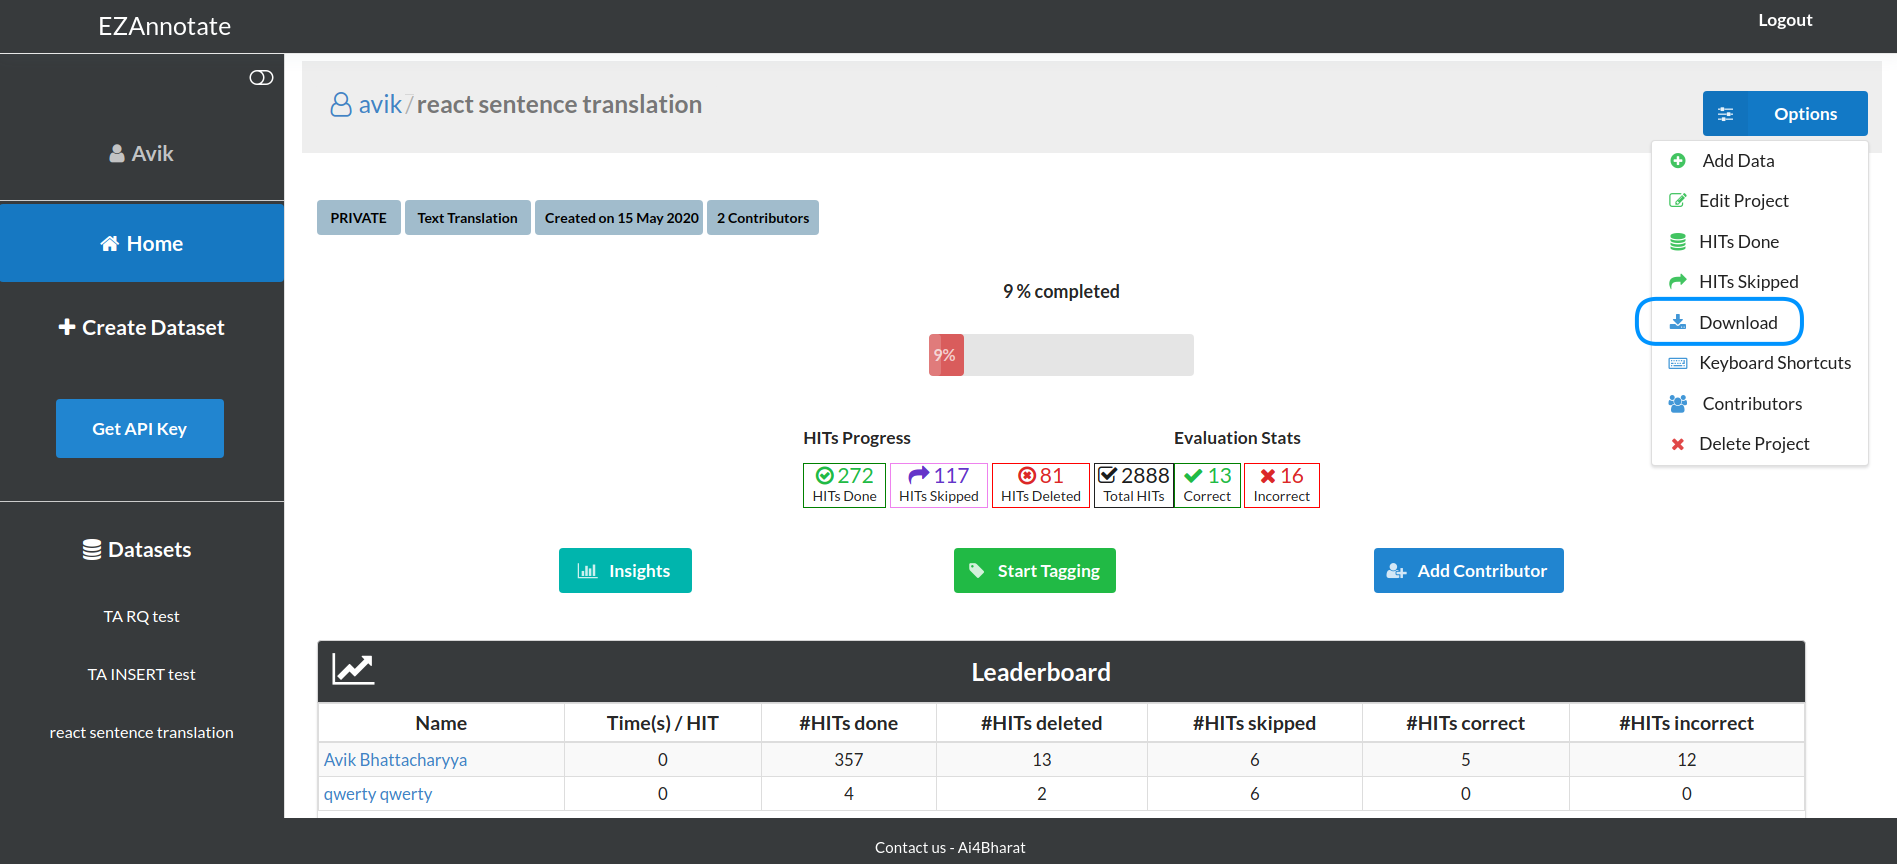 EZAnnotate
Logout
Avik
Home
Create Dataset
Get API Key
Datasets
TA RQ test
TA INSERT test
react sentence translation
avik/react sentence translation
Options
Add Data
Edit Project
HITs Done
HITs Skipped
Download
Keyboard Shortcuts
Contributors
Delete Project
PRIVATE Text Translation Created on 15 May 2020 2 Contributors
9 % completed
9%
HITs Progress Evaluation Stats
272 117 81 2888 13 16
HITs Done HITs Skipped HITs Deleted Total HITs Correct Incorrect
Insights Start Tagging Add Contributor
Leaderboard
Name Time(s) / HIT #HITs done #HITs deleted #HITs skipped #HITs correct #HITs incorrect
Avik Bhattacharyya 0 357 13 6 5 12
qwerty qwerty 0 4 2 6 0 0
Contact us - Ai4Bharat